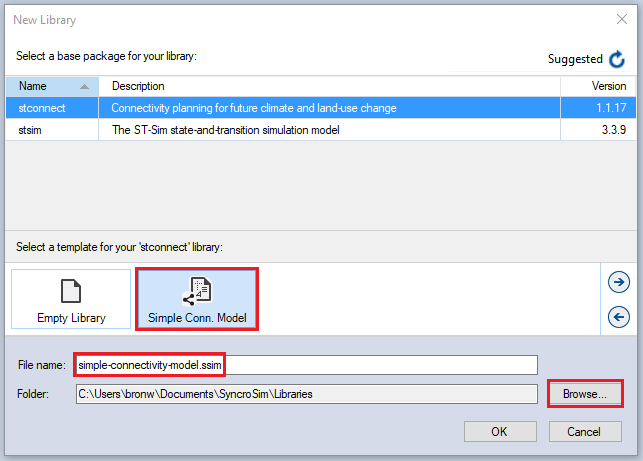 New Library
Select a base package for your library:
Suggested
Name Description Version
stconnect Connectivity planning for future climate and land-use change 1.1.17
stsim The ST-Sim state-and-transition simulation model 3.3.9
Select a template for your 'stconnect' library:
Empty Library
Simple Conn. Model
File name: simple-connectivity-model.ssim
Folder: C:\Users\bronw\Documents\SyncroSim\Libraries Browse...
OK Cancel